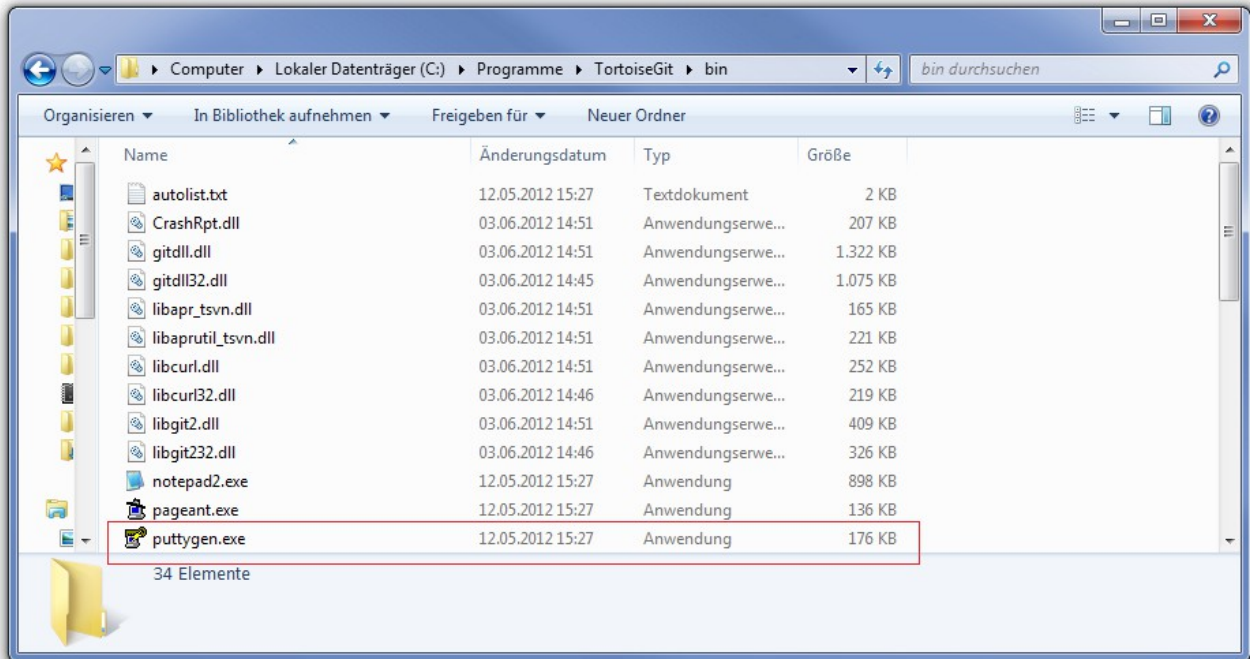 Computer ▸ Lokaler Datenträger (C:) ▸ Programme ▸ TortoiseGit ▸ bin bin durchsuchen
Organisieren In Bibliothek aufnehmen Freigeben für Neuer Ordner
Name Änderungsdatum Typ Größe
autolist.txt 12.05.2012 15:27 Textdokument 2 KB
CrashRpt.dll 03.06.2012 14:51 Anwendungserwe... 207 KB
gitdll.dll 03.06.2012 14:51 Anwendungserwe... 1.322 KB
gitdll32.dll 03.06.2012 14:45 Anwendungserwe... 1.075 KB
libapr_tsvn.dll 03.06.2012 14:51 Anwendungserwe... 165 KB
libaprutil_tsvn.dll 03.06.2012 14:51 Anwendungserwe... 221 KB
libcurl.dll 03.06.2012 14:51 Anwendungserwe... 252 KB
libcurl32.dll 03.06.2012 14:46 Anwendungserwe... 219 KB
libgit2.dll 03.06.2012 14:51 Anwendungserwe... 409 KB
libgit232.dll 03.06.2012 14:46 Anwendungserwe... 326 KB
notepad2.exe 12.05.2012 15:27 Anwendung 898 KB
pageant.exe 12.05.2012 15:27 Anwendung 136 KB
puttygen.exe 12.05.2012 15:27 Anwendung 176 KB
34 Elemente